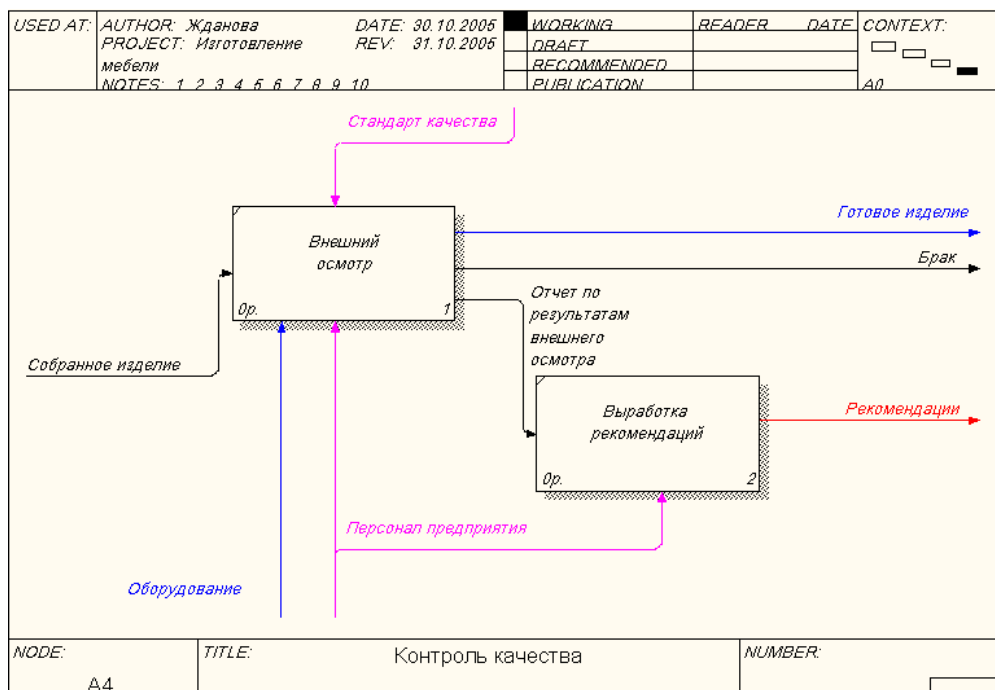 USED AT:
AUTHOR: Жданова DATE: 30.10.2005
PROJECT: Изготовление REV: 31.10.2005
мебели
NOTES: 1 2 3 4 5 6 7 8 9 10
WORKING
DRAFT
RECOMMENDED
PUBLICATION
READER DATE
CONTEXT:
A0
Стандарт качества
Готовое изделие
Внешний
осмотр
Брак
0р. 1
Отчет по
результатам
внешнего
осмотра
Собранное изделие
Выработка
рекомендаций
Рекомендации
0р. 2
Персонал предприятия
Оборудование
NODE:
A4
TITLE:
Контроль качества
NUMBER: